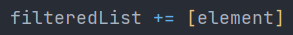 filteredList += [element]